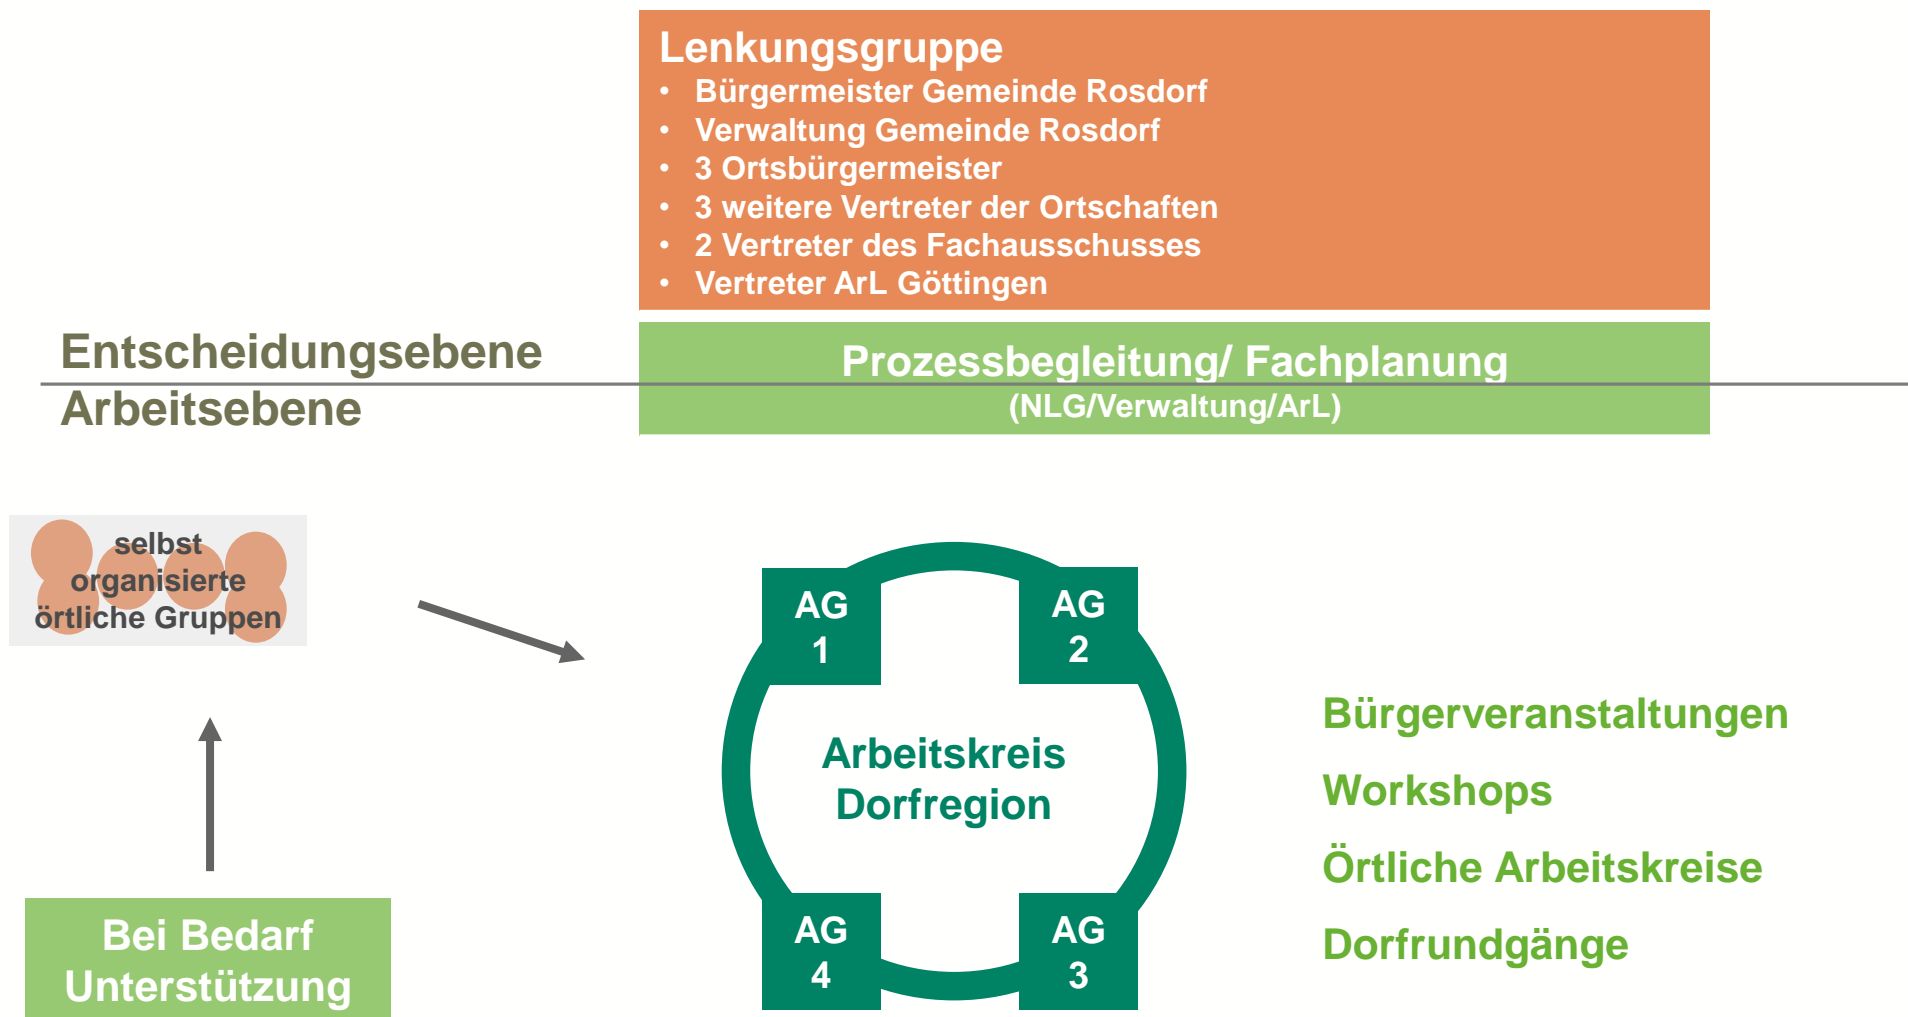 Lenkungsgruppe
• Bürgermeister Gemeinde Rosdorf
• Verwaltung Gemeinde Rosdorf
• 3 Ortsbürgermeister
• 3 weitere Vertreter der Ortschaften
• 2 Vertreter des Fachausschusses
• Vertreter ArL Göttingen
Entscheidungsebene
Arbeitsebene
Prozessbegleitung/ Fachplanung
(NLG/Verwaltung/ArL)
selbst
organisierte
örtliche Gruppen
Bei Bedarf
Unterstützung
AG
1
AG
2
Arbeitskreis
Dorfregion
AG
4
AG
3
Bürgerveranstaltungen
Workshops
Örtliche Arbeitskreise
Dorfrundgänge